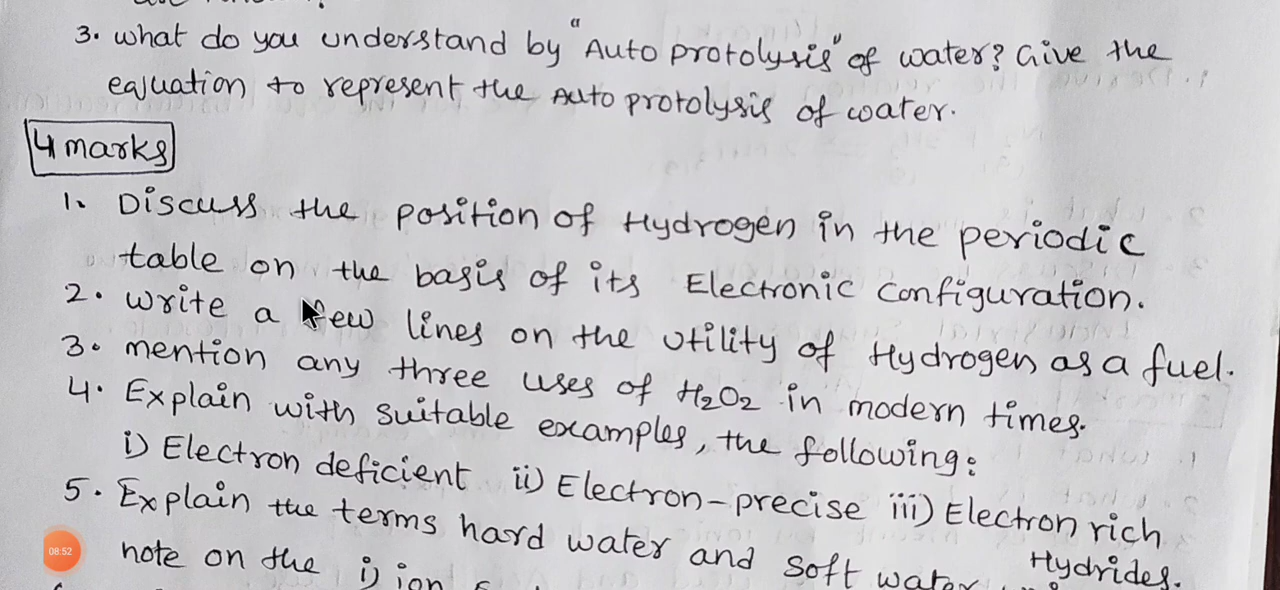 3. what do you understand by "Auto protolysis" of water? Give the
equation to represent the Auto protolysis of water.
4 marks
1. Discuss the position of Hydrogen in the periodic
table on the basis of its Electronic configuration.
2. write a few lines on the utility of Hydrogen as a fuel.
3. mention any three uses of H₂O₂ in modern times.
4. Explain with suitable examples, the following:
i) Electron deficient ii) Electron-precise iii) Electron rich
Hydrides.
5. Explain the terms hard water and soft water
note on the i) ion
08:52